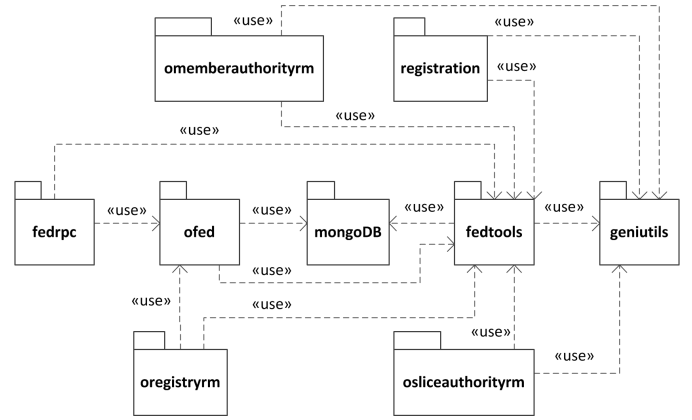 «use»
«use»
omemberauthorityrm
registration
«use»
«use»
«use»
«use»
«use»
«use»
«use»
fedrpc
ofed
mongoDB
fedtools
geniutils
«use»
«use»
«use»
«use»
«use»
oregistryrm
osliceauthorityrm